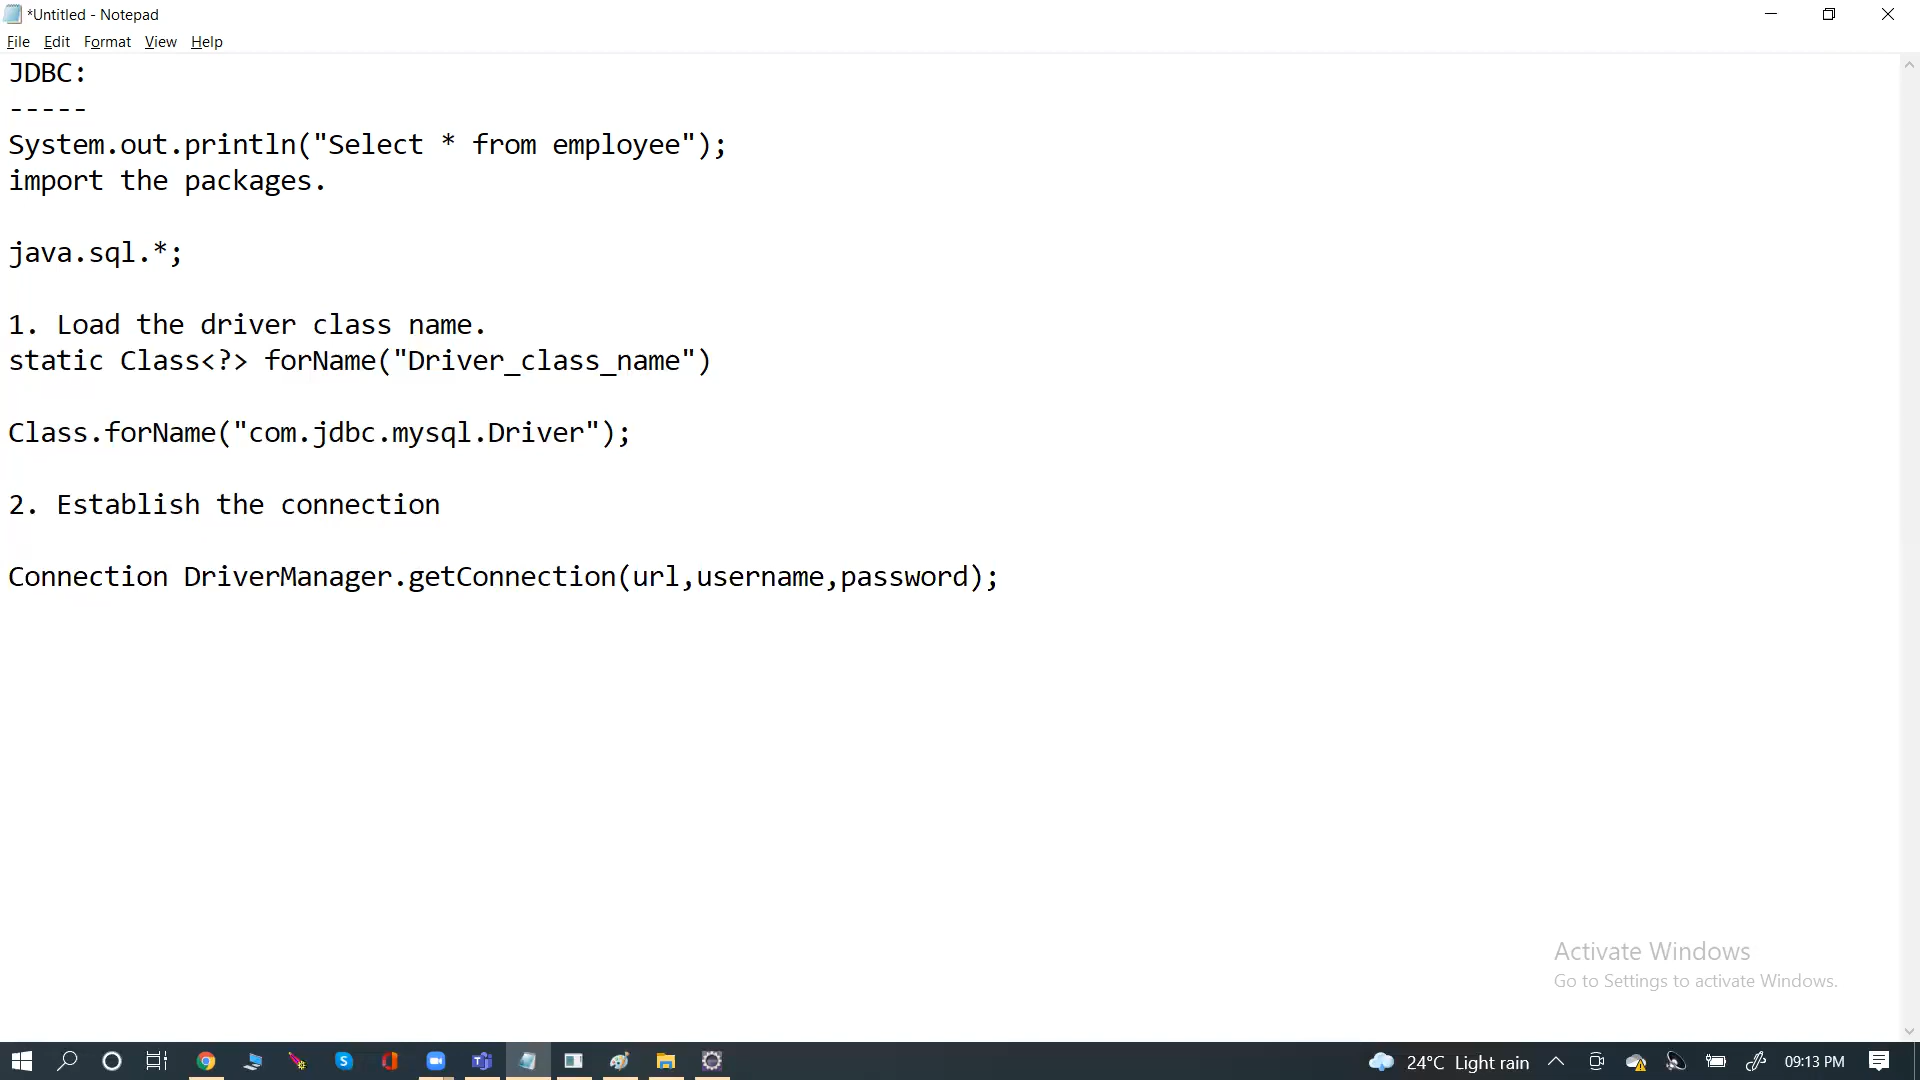 *Untitled - Notepad
File Edit Format View Help
JDBC:
-----
System.out.println("Select * from employee");
import the packages.
java.sql.*;
1. Load the driver class name.
static Class<?> forName("Driver_class_name")
Class.forName("com.jdbc.mysql.Driver");
2. Establish the connection
Connection DriverManager.getConnection(url,username,password);
Activate Windows
Go to Settings to activate Windows.
24°C Light rain 09:13 PM